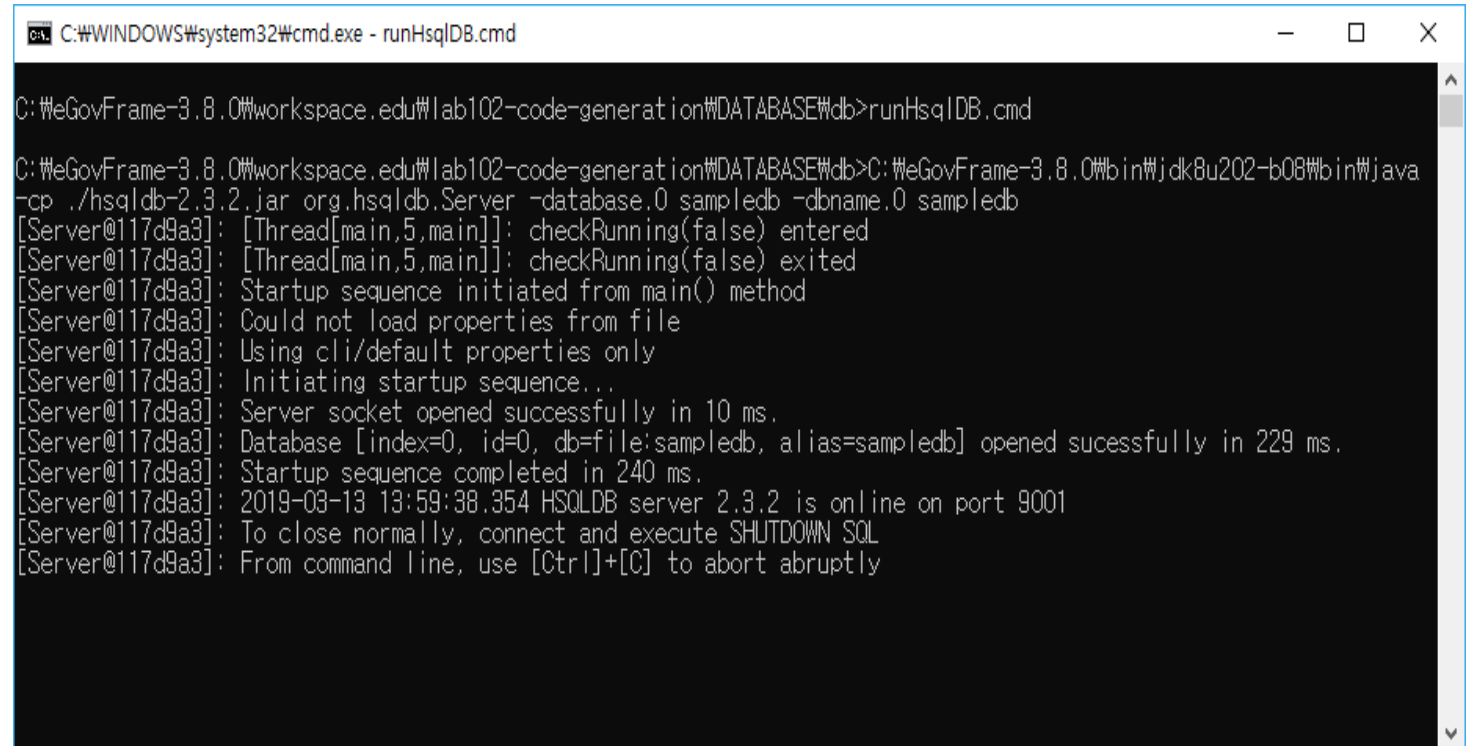 C:₩WINDOWS₩system32₩cmd.exe - runHsqlDB.cmd
C:₩eGovFrame-3.8.0₩workspace.edu₩lab102-code-generation₩DATABASE₩db>runHsqlDB.cmd
C:₩eGovFrame-3.8.0₩workspace.edu₩lab102-code-generation₩DATABASE₩db>C:₩eGovFrame-3.8.0₩bin₩jdk8u202-b08₩bin₩java
-cp ./hsqldb-2.3.2.jar org.hsqldb.Server -database.0 sampledb -dbname.0 sampledb
[Server@117d9a3]: [Thread[main,5,main]]: checkRunning(false) entered
[Server@117d9a3]: [Thread[main,5,main]]: checkRunning(false) exited
[Server@117d9a3]: Startup sequence initiated from main() method
[Server@117d9a3]: Could not load properties from file
[Server@117d9a3]: Using cli/default properties only
[Server@117d9a3]: Initiating startup sequence...
[Server@117d9a3]: Server socket opened successfully in 10 ms.
[Server@117d9a3]: Database [index=0, id=0, db=file:sampledb, alias=sampledb] opened sucessfully in 229 ms.
[Server@117d9a3]: Startup sequence completed in 240 ms.
[Server@117d9a3]: 2019-03-13 13:59:38.354 HSQLDB server 2.3.2 is online on port 9001
[Server@117d9a3]: To close normally, connect and execute SHUTDOWN SQL
[Server@117d9a3]: From command line, use [Ctrl]+[C] to abort abruptly